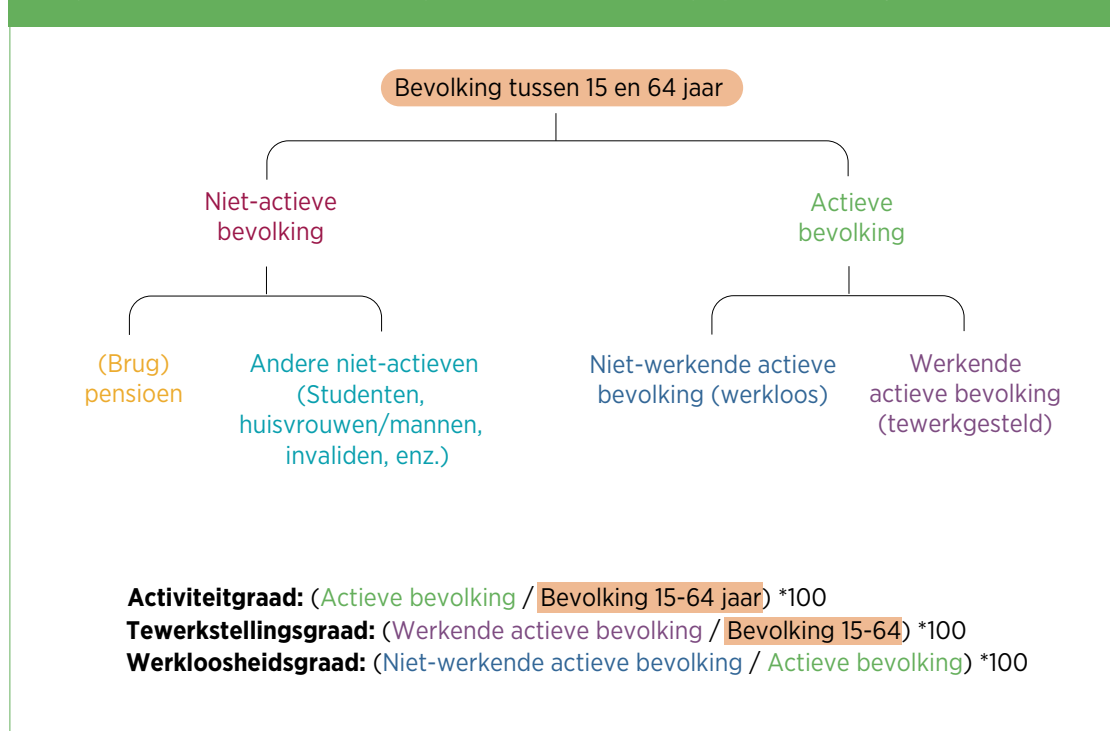 Bevolking tussen 15 en 64 jaar
Niet-actieve
bevolking
Actieve
bevolking
(Brug)
pensioen
Andere niet-actieven
(Studenten,
huisvrouwen/mannen,
invaliden, enz.)
Niet-werkende actieve
bevolking (werkloos)
Werkende
actieve bevolking
(tewerkgesteld)
Activiteitgraad: (Actieve bevolking / Bevolking 15-64 jaar) *100
Tewerkstellingsgraad: (Werkende actieve bevolking / Bevolking 15-64) *100
Werkloosheidsgraad: (Niet-werkende actieve bevolking / Actieve bevolking) *100